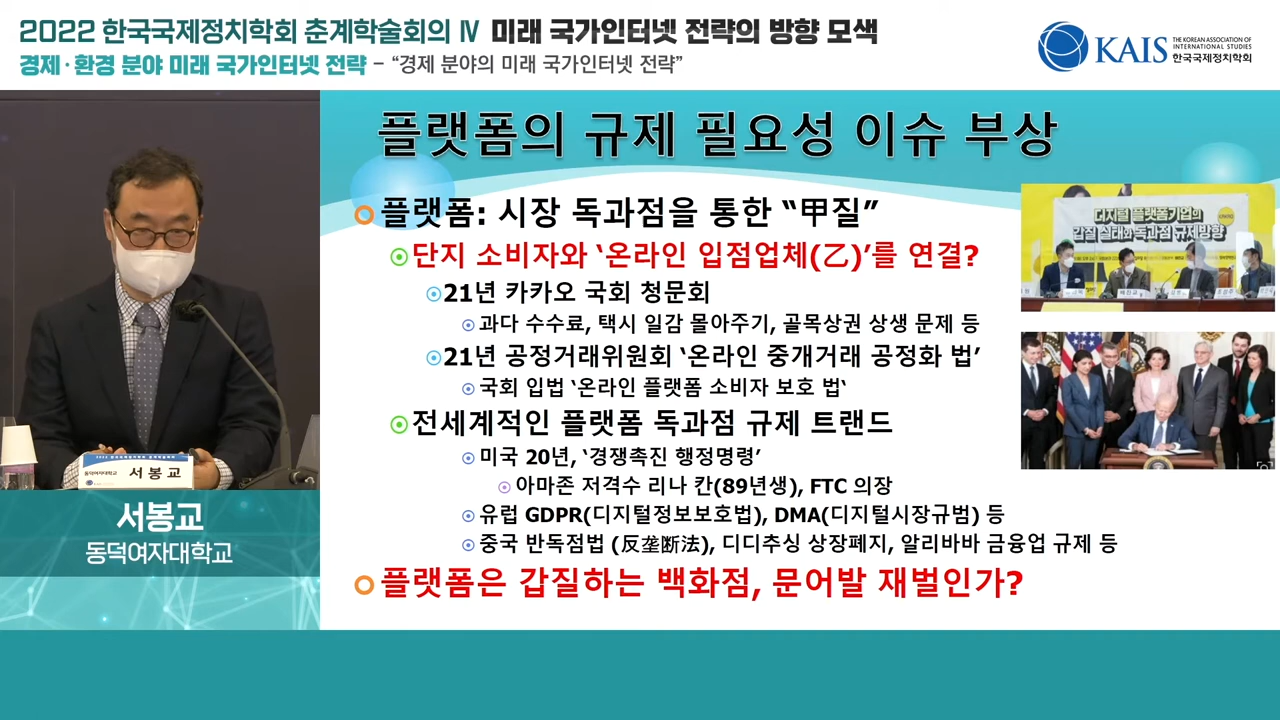 2022 한국국제정치학회 춘계학술회의 Ⅳ 미래 국가인터넷 전략의 방향 모색
경제·환경 분야 미래 국가인터넷 전략 – “경제 분야의 미래 국가인터넷 전략”
KAIS
THE KOREAN ASSOCIATION OF
INTERNATIONAL STUDIES
한국국제정치학회
플랫폼의 규제 필요성 이슈 부상
플랫폼: 시장 독과점을 통한 “甲질”
단지 소비자와 ‘온라인 입점업체(乙)’를 연결?
21년 카카오 국회 청문회
과다 수수료, 택시 일감 몰아주기, 골목상권 상생 문제 등
21년 공정거래위원회 ‘온라인 중개거래 공정화 법’
국회 입법 ‘온라인 플랫폼 소비자 보호 법‘
전세계적인 플랫폼 독과점 규제 트랜드
미국 20년, ‘경쟁촉진 행정명령’
아마존 저격수 리나 칸(89년생), FTC 의장
유럽 GDPR(디지털정보보호법), DMA(디지털시장규범) 등
중국 반독점법 (反垄断法), 디디추싱 상장폐지, 알리바바 금융업 규제 등
플랫폼은 갑질하는 백화점, 문어발 재벌인가?
디지털 플랫폼기업의
갑질 실태와 독과점 규제방향
동덕여자대학교 서봉교
서봉교
동덕여자대학교